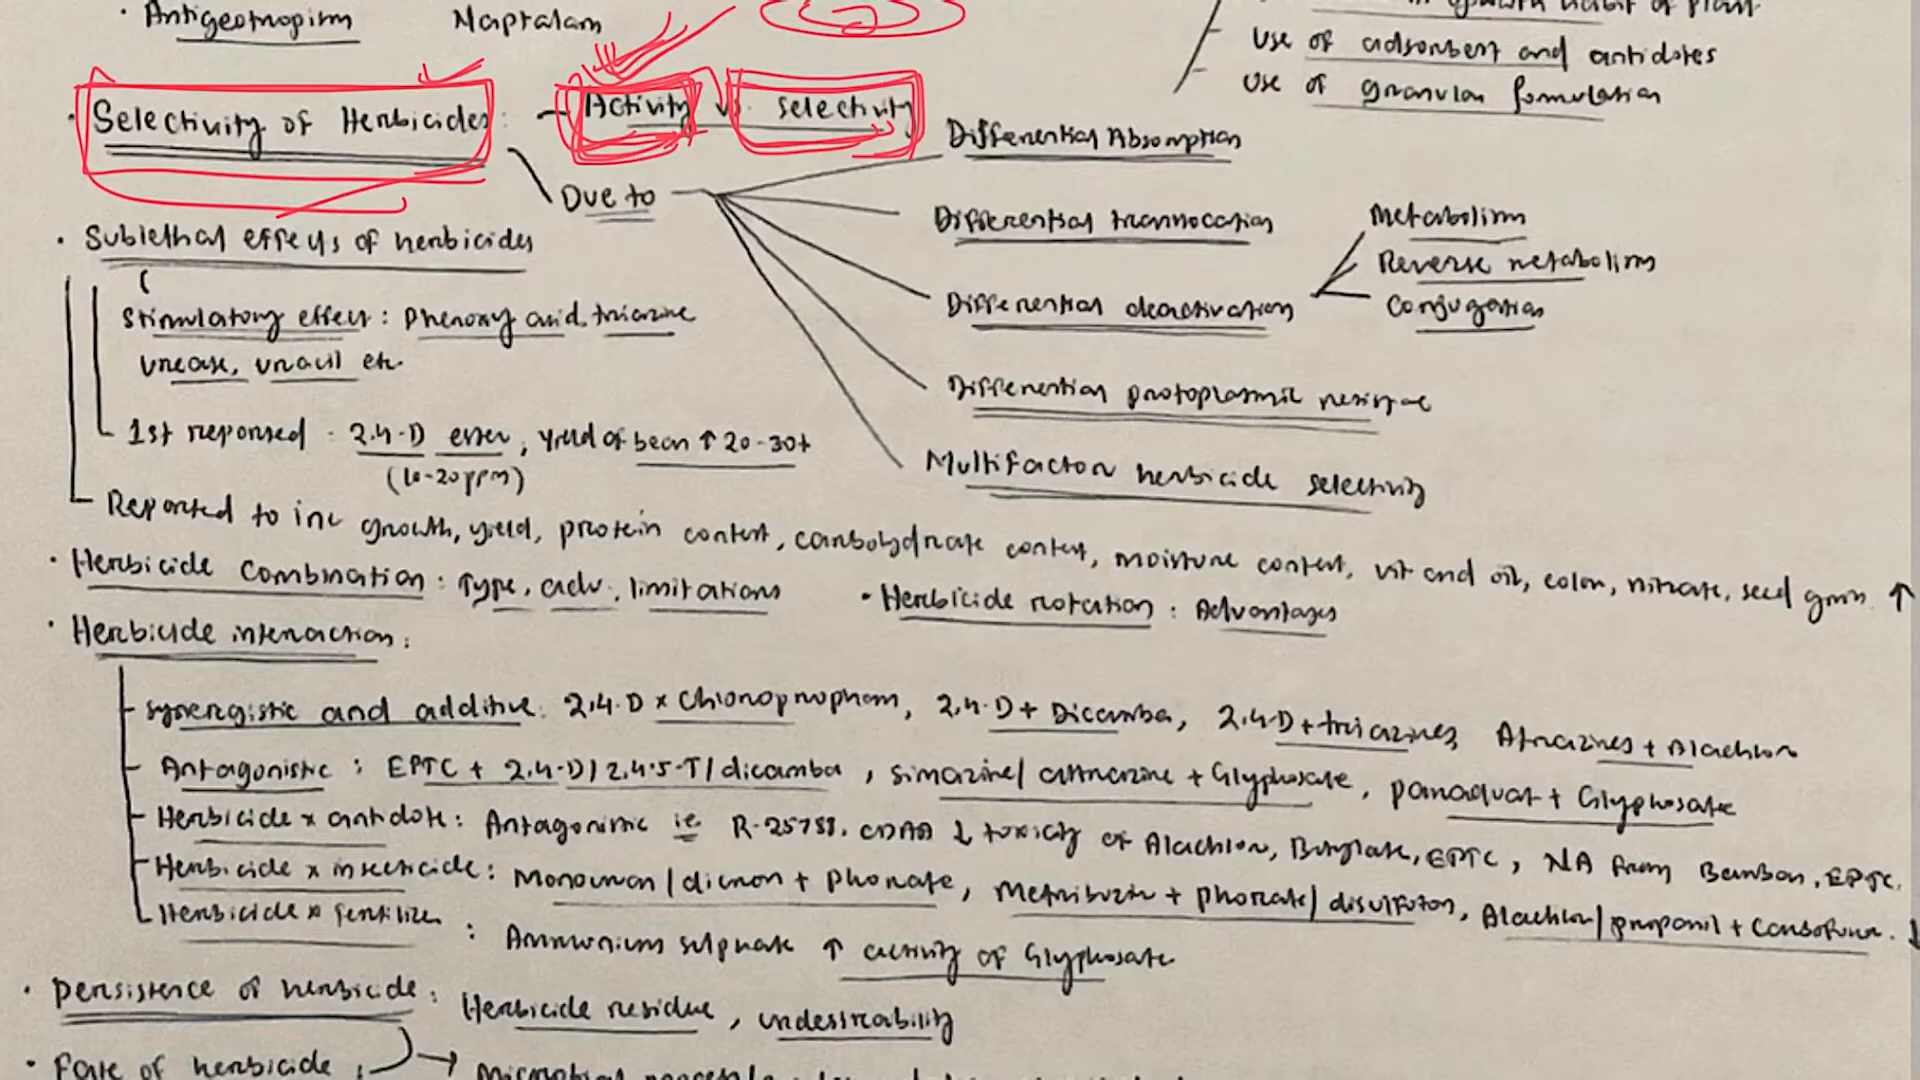 · Antigeotropism Naptalam
growth habit of plant
Use of adsorbent and antidotes
Use of granular formulation
· Selectivity of Herbicides: - Activity vs. selectivity
Due to
Differential Absorption
Differential translocation
Differential deactivation
Metabolism
Reverse metabolism
Conjugation
Differential protoplasmic
Multifactor herbicide selectivity
· Sublethal effects of herbicides
Stimulatory effect: Phenoxy acid, triazine
urease, uracil etc.
1st reported : 2.4-D ester, yield of bean ↑ 20-30%
(10-20ppm)
Reported to inc growth, yield, protein content, carbohydrate content, moisture content, vit and oil, color, nitrate, seed ↑
· Herbicide Combination: Type, adv, limitations
· Herbicide rotation : Advantages
· Herbicide interaction:
synergistic and additive: 2,4-D x Chloropropham, 2,4-D + Dicamba, 2,4-D + triazines, Atrazines + Alachlor
Antagonistic : EPTC + 2.4-D/2.4.5-T/dicamba, simazine/ + Glyphosate, paraquat + Glyphosate
Herbicide x antidote: Antagonistic ie R-25788, CDAA ↓ toxicity of Alachlor, Butylate, EPTC, NA from Barban, EPTC.
Herbicide x insecticide: Monouron/diuron + Phorate, Metribuzin + phorate/disulfoton, Alachlor/propanil + ↓
Herbicide x fertilizer : Ammonium sulphate ↑ activity of Glyphosate
· Persistence of herbicide: Herbicide residue, undesirability
· Fate of herbicide : → Microbial